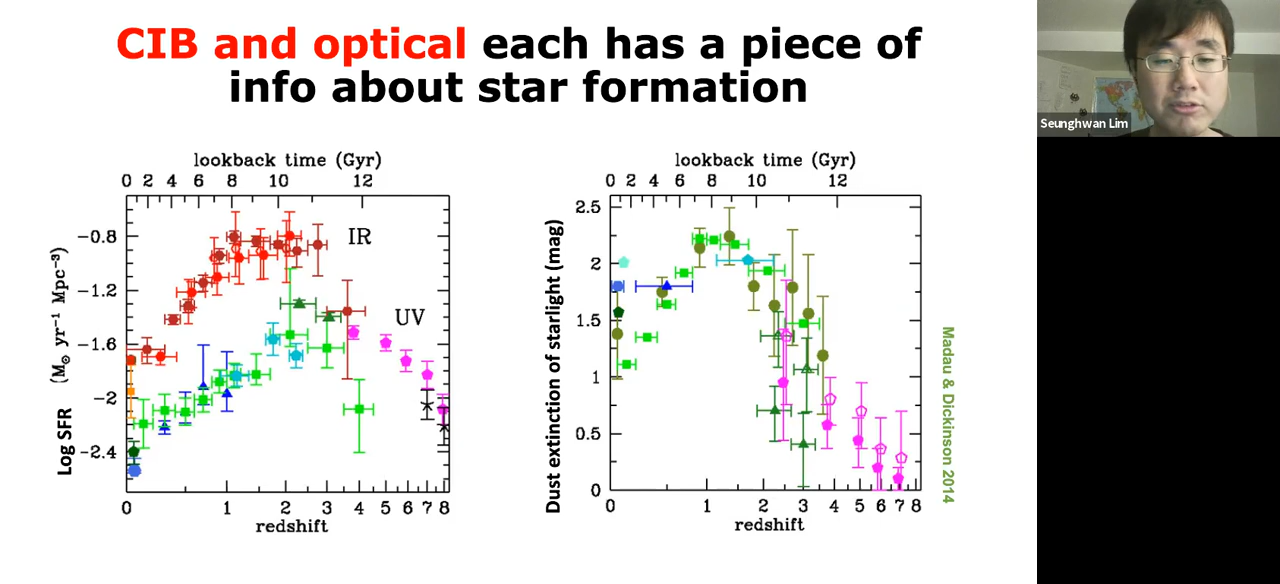 CIB and optical each has a piece of
info about star formation
Seunghwan Lim
lookback time (Gyr)
0 2 4 6 8 10 12
−0.8
−1.2
−1.6
−2
−2.4
Log SFR (M⊙ yr−1 Mpc−3)
IR
UV
0 1 2 3 4 5 6 7 8
redshift
lookback time (Gyr)
0 2 4 6 8 10 12
2.5
2
1.5
1
0.5
0
Dust extinction of starlight (mag)
0 1 2 3 4 5 6 7 8
redshift
Madau & Dickinson 2014